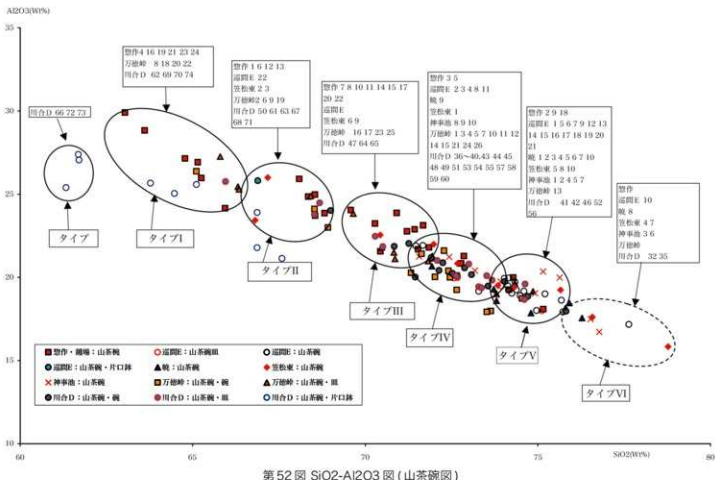 Al2O3(Wt%)
35
30
25
20
15
10
60
65
70
75
80
SiO2(Wt%)
川合D 66 72 73
惣作4 16 19 21 23 24
万徳峠 8 18 20 22
川合D 62 69 70 74
惣作 1 6 12 13
巡間E 22
笠松東 2 3
万徳峠2 6 9 19
川合D 50 61 63 67
68 71
惣作 7 8 10 11 14 15 17
20 22
巡間E
笠松東 6 9
万徳峠 16 17 23 25
川合D 47 64 65
惣作 3 5
巡間E 2 3 4 8 11
暁 9
笠松東 1
神事池 8 9 10
万徳峠 1 3 4 5 7 10 11 12
14 15 21 24 26
川合D 36～40,43 44 45
48 49 51 53 54 55 57 58
59 60
惣作 2 9 18
巡間E 1 5 6 7 9 12 13
14 15 16 17 18 19 20
21
暁 1 2 3 4 5 6 7 10
笠松東 5 8 10
神事池 1 2 4 5 7
万徳峠 13
川合D 41 42 46 52
56
惣作
巡間E 10
暁 8
笠松東 4 7
神事池 3 6
万徳峠
川合D 32 35
タイプ
タイプI
タイプII
タイプIII
タイプIV
タイプV
タイプVI
惣作・鐘場：山茶碗
巡間E：山茶碗皿
巡間E：山茶碗
巡間E：山茶碗・片口鉢
暁：山茶碗
笠松東：山茶碗
神事池：山茶碗
万徳峠：山茶碗・碗
万徳峠：山茶碗・皿
川合D：山茶碗・碗
川合D：山茶碗・皿
川合D：山茶碗・片口鉢
第52図 SiO2-Al2O3 図 ( 山茶碗図 )